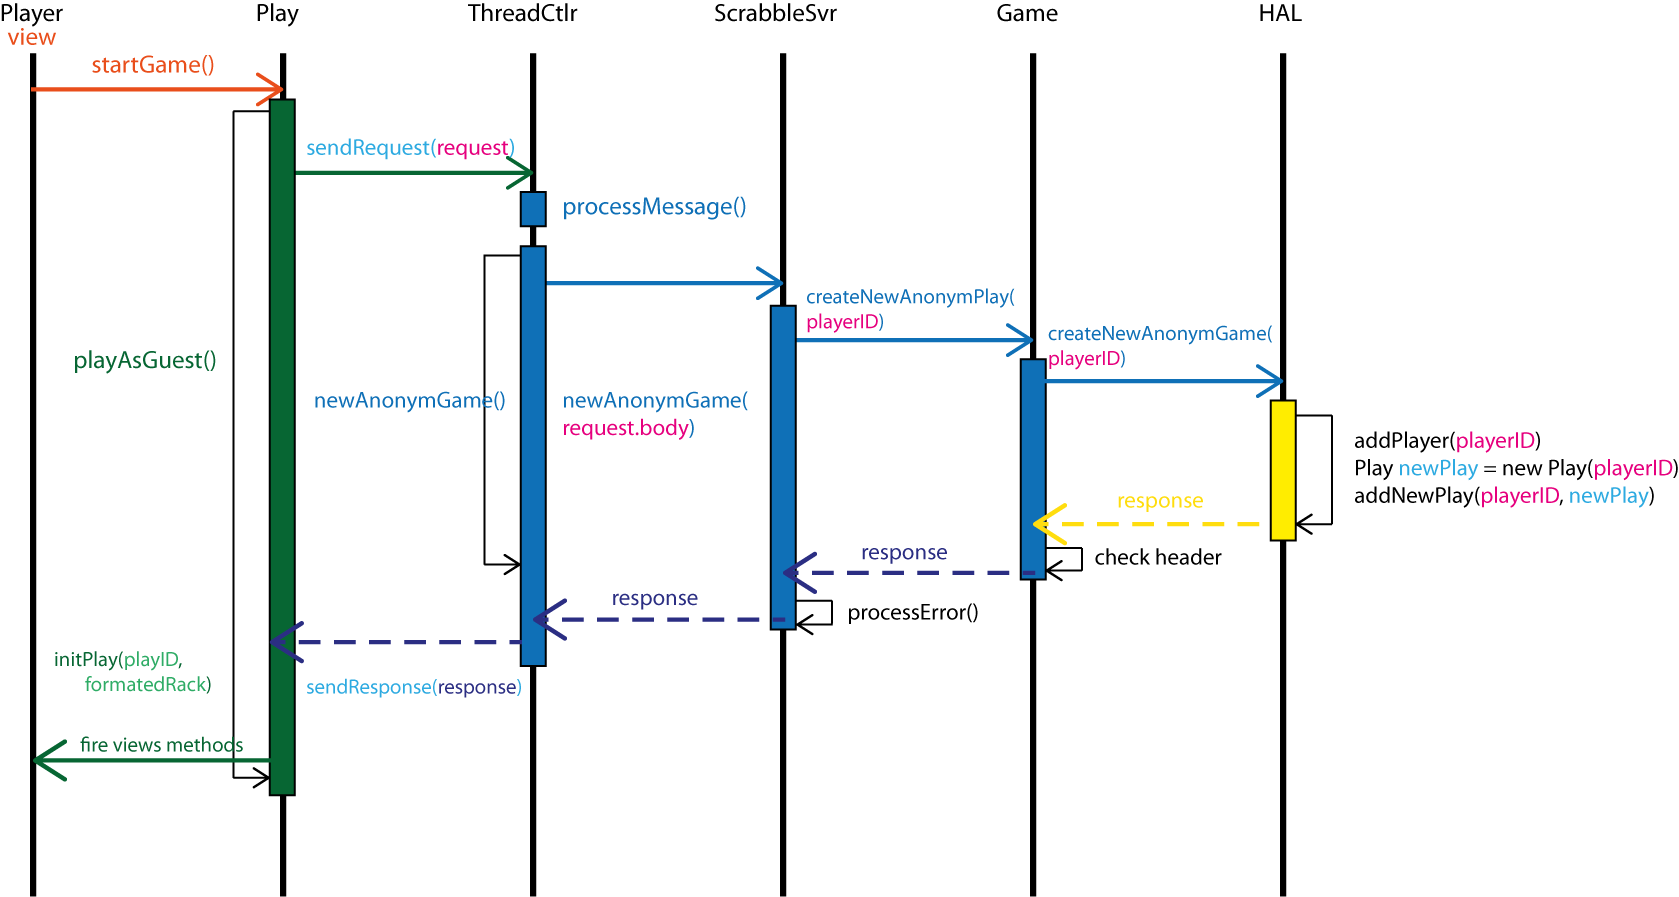 Player
view
Play
ThreadCtlr
ScrabbleSvr
Game
HAL
startGame()
sendRequest(request)
processMessage()
createNewAnonymPlay(
playerID)
createNewAnonymGame(
playerID)
playAsGuest()
newAnonymGame()
newAnonymGame(
request.body)
addPlayer(playerID)
Play newPlay = new Play(playerID)
addNewPlay(playerID, newPlay)
response
response
check header
response
processError()
initPlay(playID,
formatedRack)
sendResponse(response)
fire views methods